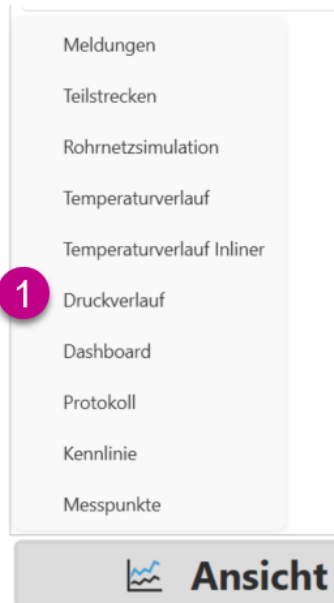 Meldungen
Teilstrecken
Rohrnetzsimulation
Temperaturverlauf
Temperaturverlauf Inliner
1 Druckverlauf
Dashboard
Protokoll
Kennlinie
Messpunkte
Ansicht